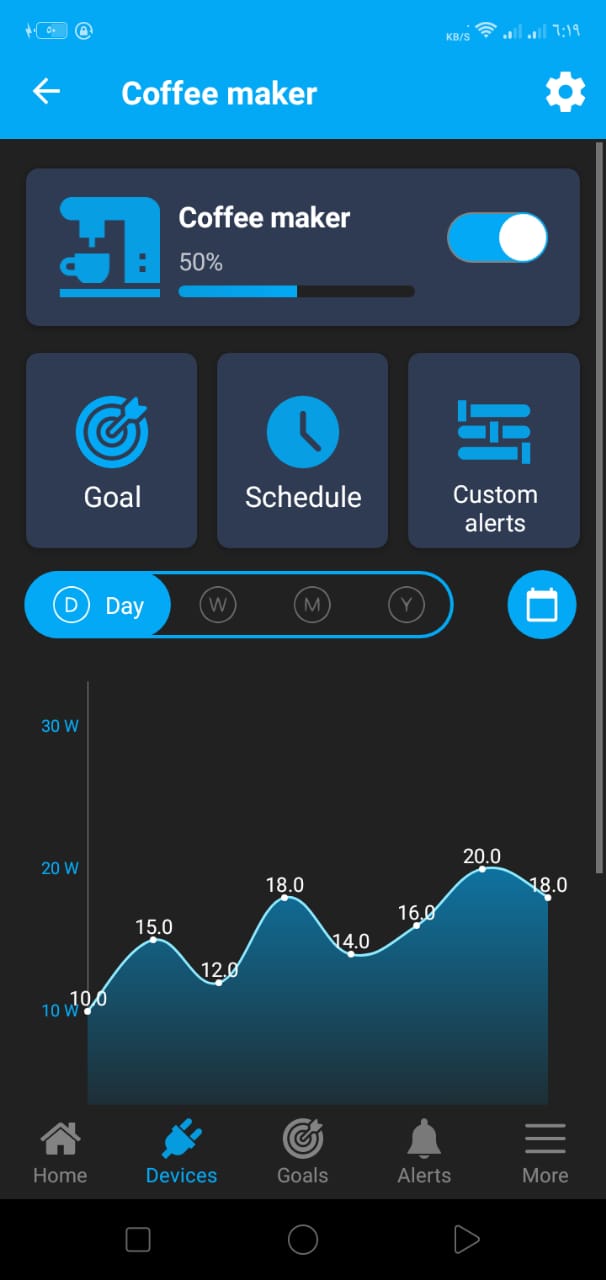 ٥٠
KB/S ٦:١٩
Coffee maker
Coffee maker
50%
Goal
Schedule
Custom
alerts
D Day W M Y
30 W
20 W
10 W
10.0
15.0
12.0
18.0
14.0
16.0
20.0
18.0
Home
Devices
Goals
Alerts
More